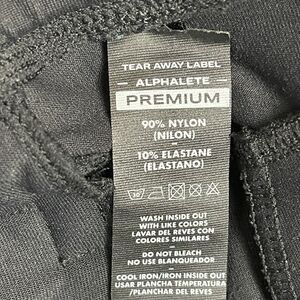 TEAR AWAY LABEL
ALPHALETE
PREMIUM
90% NYLON
(NILON)
10% ELASTANE
(ELASTANO)
30
WASH INSIDE OUT
WITH LIKE COLORS
LAVAR DEL REVES CON
COLORES SIMILARES
DO NOT BLEACH
NO USE BLANQUEADOR
COOL IRON/IRON INSIDE OUT
USAR PLANCHA TEMPERATURA
/PLANCHAR DEL REVES